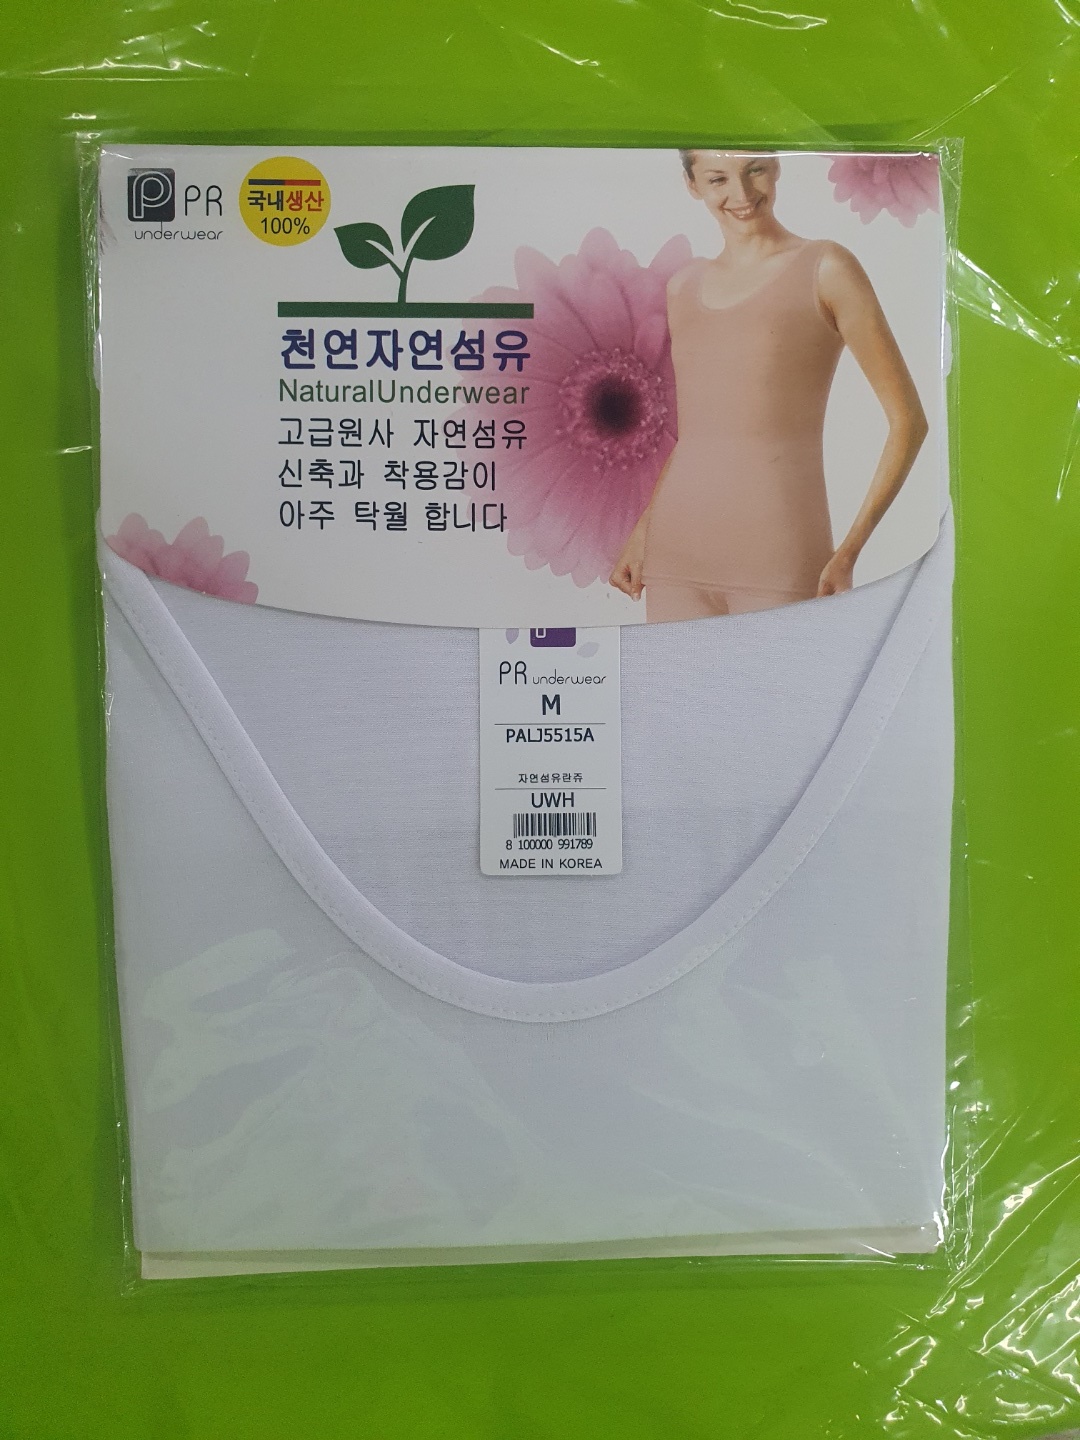 PR
underwear
국내생산
100%
천연자연섬유
NaturalUnderwear
고급원사 자연섬유
신축과 착용감이
아주 탁월 합니다
PR underwear
M
PALJ5515A
자연섬유란쥬
UWH
8 100000 991789
MADE IN KOREA